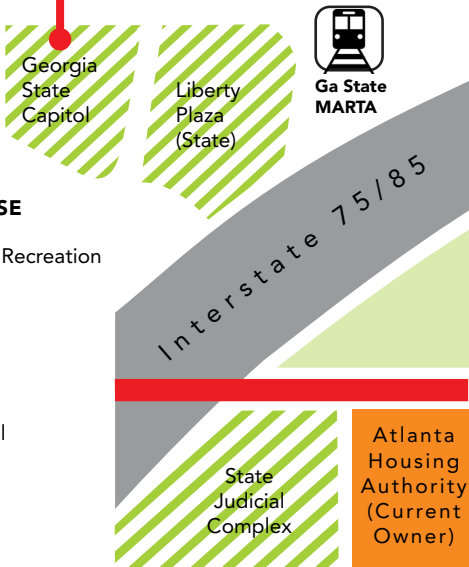 Georgia
State
Capitol
Liberty
Plaza
(State)
Ga State
MARTA
SE
Recreation
Interstate 75/85
l
State
Judicial
Complex
Atlanta
Housing
Authority
(Current
Owner)